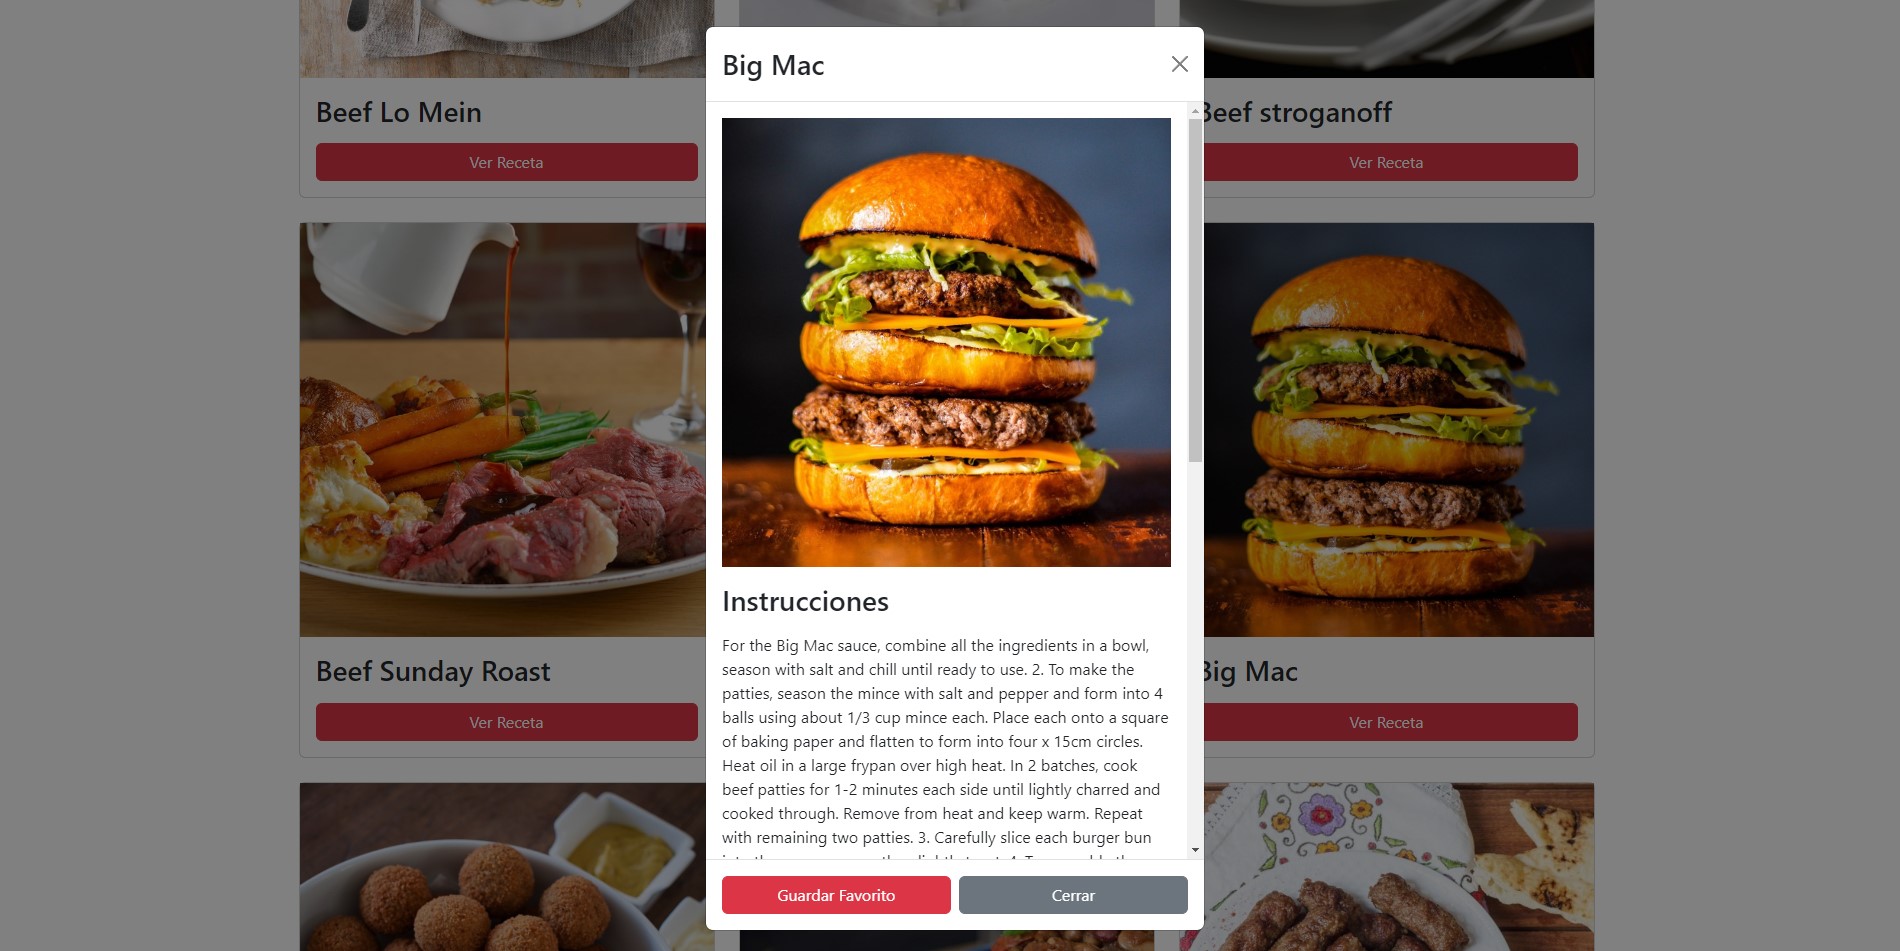 Big Mac
Beef Lo Mein
Beef stroganoff
Ver Receta
Ver Receta
Instrucciones
For the Big Mac sauce, combine all the ingredients in a bowl,
season with salt and chill until ready to use. 2. To make the
patties, season the mince with salt and pepper and form into 4
balls using about 1/3 cup mince each. Place each onto a square
of baking paper and flatten to form into four x 15cm circles.
Heat oil in a large frypan over high heat. In 2 batches, cook
beef patties for 1-2 minutes each side until lightly charred and
cooked through. Remove from heat and keep warm. Repeat
with remaining two patties. 3. Carefully slice each burger bun
Beef Sunday Roast
Big Mac
Ver Receta
Ver Receta
Guardar Favorito
Cerrar